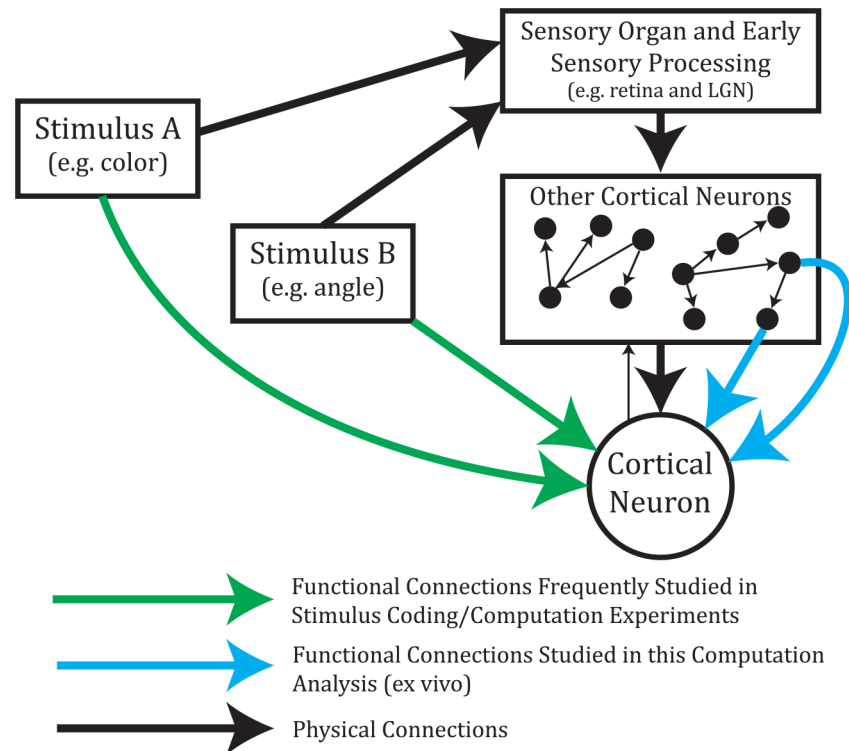 Sensory Organ and Early
Sensory Processing
(e.g. retina and LGN)
Stimulus A
(e.g. color)
Other Cortical Neurons
Stimulus B
(e.g. angle)
Cortical
Neuron
Functional Connections Frequently Studied in
Stimulus Coding/Computation Experiments
Functional Connections Studied in this Computation
Analysis (ex vivo)
Physical Connections